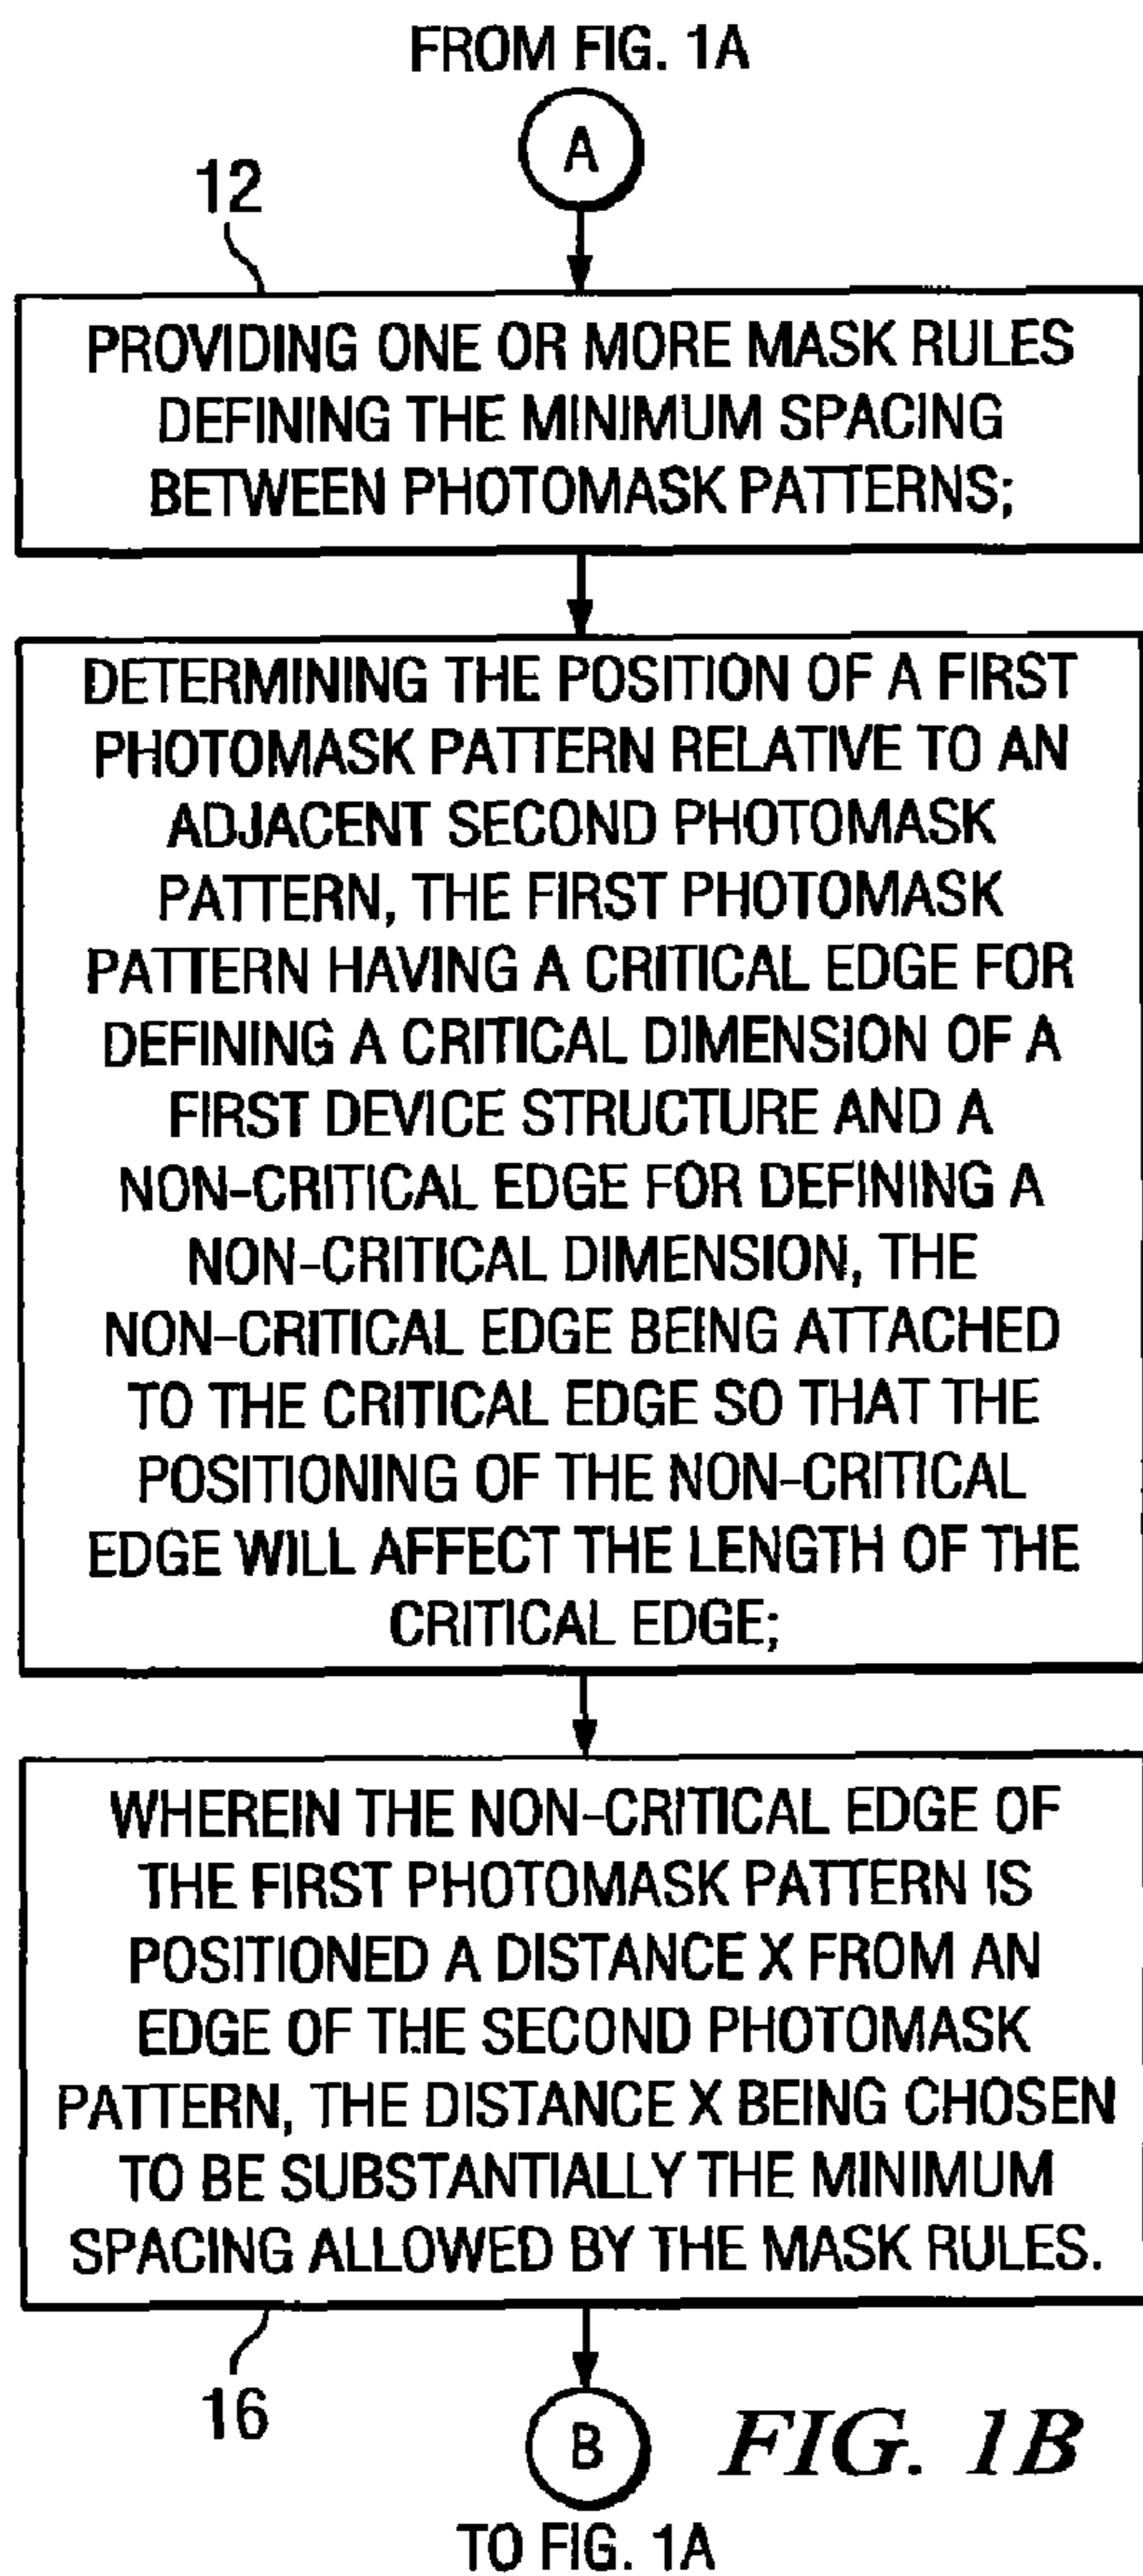 FROM FIG. 1A
A
12
PROVIDING ONE OR MORE MASK RULES
DEFINING THE MINIMUM SPACING
BETWEEN PHOTOMASK PATTERNS;
DETERMINING THE POSITION OF A FIRST
PHOTOMASK PATTERN RELATIVE TO AN
ADJACENT SECOND PHOTOMASK
PATTERN, THE FIRST PHOTOMASK
PATTERN HAVING A CRITICAL EDGE FOR
DEFINING A CRITICAL DIMENSION OF A
FIRST DEVICE STRUCTURE AND A
NON-CRITICAL EDGE FOR DEFINING A
NON-CRITICAL DIMENSION, THE
NON-CRITICAL EDGE BEING ATTACHED
TO THE CRITICAL EDGE SO THAT THE
POSITIONING OF THE NON-CRITICAL
EDGE WILL AFFECT THE LENGTH OF THE
CRITICAL EDGE;
WHEREIN THE NON-CRITICAL EDGE OF
THE FIRST PHOTOMASK PATTERN IS
POSITIONED A DISTANCE X FROM AN
EDGE OF THE SECOND PHOTOMASK
PATTERN, THE DISTANCE X BEING CHOSEN
TO BE SUBSTANTIALLY THE MINIMUM
SPACING ALLOWED BY THE MASK RULES.
16
B
FIG. 1B
TO FIG. 1A